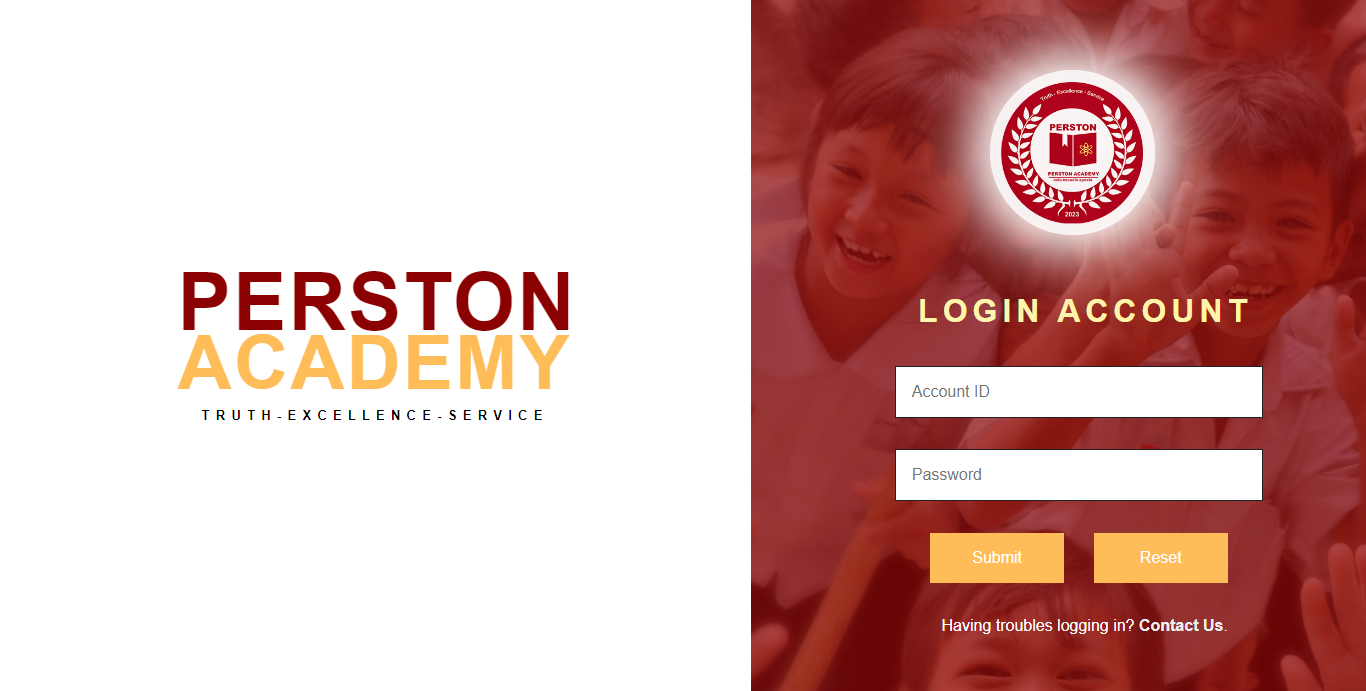 PERSTON
ACADEMY
TRUTH-EXCELLENCE-SERVICE
Truth - Excellence - Service
PERSTON
PERSTON ACADEMY
2023
LOGIN ACCOUNT
Account ID
Password
Submit Reset
Having troubles logging in? Contact Us.